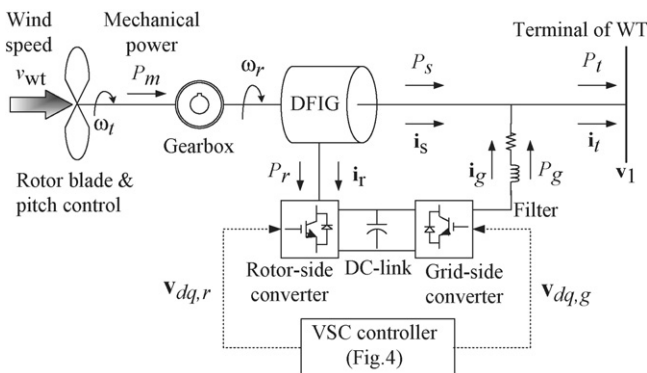 Wind
speed
v_wt
Mechanical
power
P_m
ω_t
Gearbox
ω_r
DFIG
P_s
i_s
Terminal of WT
P_t
i_t
v_1
Rotor blade &
pitch control
P_r
i_r
i_g
P_g
Filter
Rotor-side
converter
DC-link
Grid-side
converter
v_dq,r
v_dq,g
VSC controller
(Fig.4)